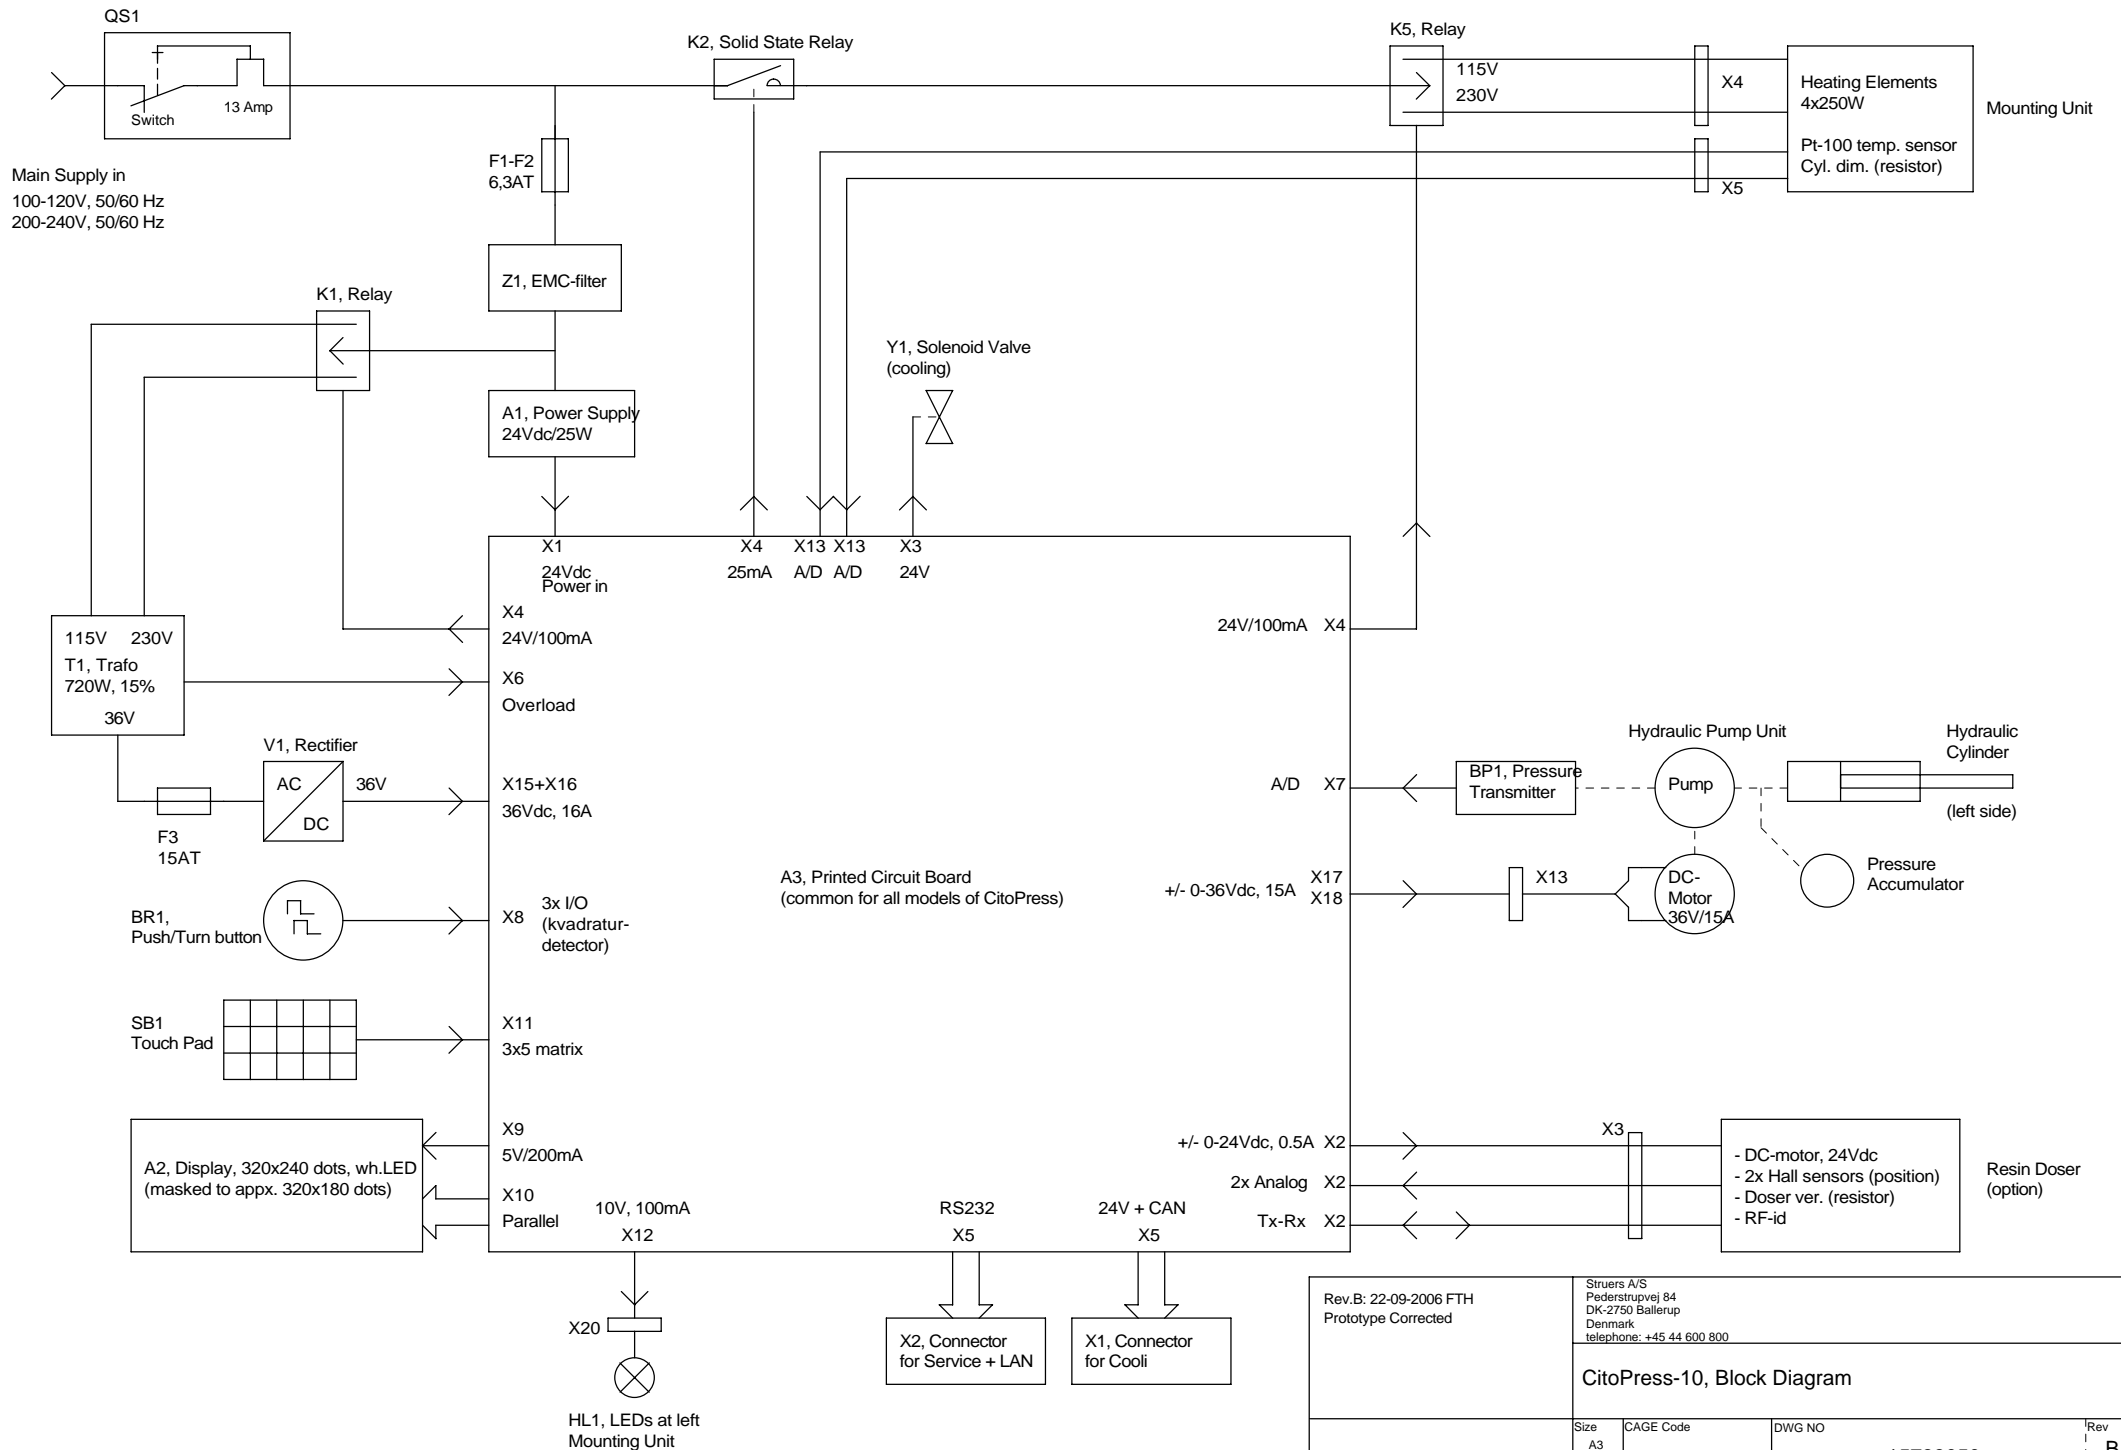 QS1
Switch
13 Amp
Main Supply in
100-120V, 50/60 Hz
200-240V, 50/60 Hz
K2, Solid State Relay
K5, Relay
115V
230V
X4
Heating Elements
4x250W
Pt-100 temp. sensor
Cyl. dim. (resistor)
X5
Mounting Unit
F1-F2
6,3AT
Z1, EMC-filter
K1, Relay
A1, Power Supply
24Vdc/25W
Y1, Solenoid Valve
(cooling)
X1
24Vdc
Power in
X4
25mA
X13
A/D
X13
A/D
X3
24V
X4
24V/100mA
X6
Overload
24V/100mA X4
115V 230V
T1, Trafo
720W, 15%
36V
V1, Rectifier
AC
DC
36V
F3
15AT
X15+X16
36Vdc, 16A
BR1,
Push/Turn button
X8
3x I/O
(kvadratur-
detector)
A3, Printed Circuit Board
(common for all models of CitoPress)
A/D X7
BP1, Pressure
Transmitter
Hydraulic Pump Unit
Pump
Hydraulic
Cylinder
(left side)
Pressure
Accumulator
+/- 0-36Vdc, 15A
X17
X18
X13
DC-
Motor
36V/15A
SB1
Touch Pad
X11
3x5 matrix
A2, Display, 320x240 dots, wh.LED
(masked to appx. 320x180 dots)
X9
5V/200mA
X10
Parallel
10V, 100mA
X12
RS232
X5
24V + CAN
X5
+/- 0-24Vdc, 0.5A X2
2x Analog X2
Tx-Rx X2
X3
- DC-motor, 24Vdc
- 2x Hall sensors (position)
- Doser ver. (resistor)
- RF-id
Resin Doser
(option)
X20
HL1, LEDs at left
Mounting Unit
X2, Connector
for Service + LAN
X1, Connector
for Cooli
Rev.B: 22-09-2006 FTH
Prototype Corrected
Struers A/S
Pederstrupvej 84
DK-2750 Ballerup
Denmark
telephone: +45 44 600 800
CitoPress-10, Block Diagram
Size
A3
CAGE Code
DWG NO
Rev
B